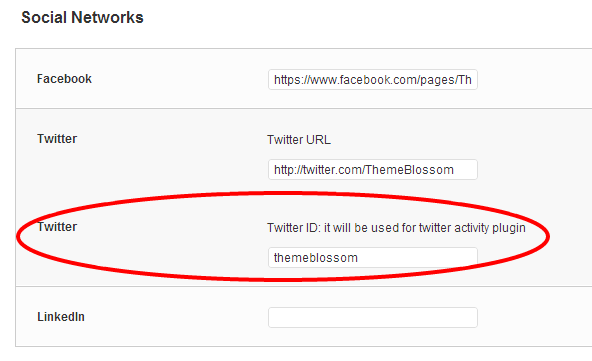 Social Networks
Facebook
https://www.facebook.com/pages/Th
Twitter
Twitter URL
http://twitter.com/ThemeBlossom
Twitter
Twitter ID: it will be used for twitter activity plugin
themeblossom
LinkedIn